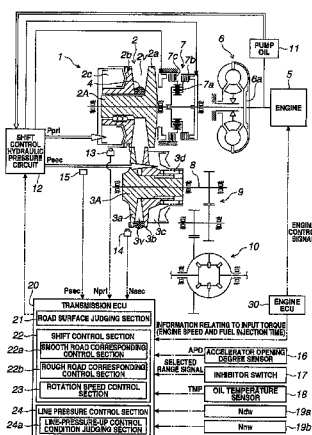 1
2
2b 2v 2a
2c
4
2A
7
7c 7b
7a
6
6a
PUMP
OIL
11
5
ENGINE
Ppri
SHIFT
CONTROL
HYDRAULIC
PRESSURE
CIRCUIT
12
Psec
13
15
3
3d
8
3A
3a
3v 3b 3c
14
9
10
ENGINE
CONTROL
SIGNAL
Psec Npri Nsec
30
ENGINE
ECU
20
TRANSMISSION ECU
21
ROAD SURFACE JUDGING SECTION
INFORMATION RELATING TO INPUT TORQUE
(ENGINE SPEED AND FUEL INJECTION TIME)
22
SHIFT CONTROL SECTION
22a
SMOOTH ROAD CORRESPONDING
CONTROL SECTION
22b
ROUGH ROAD CORRESPONDING
CONTROL SECTION
23
ROTATION SPEED CONTROL
SECTION
24
LINE PRESSURE CONTROL SECTION
24a
LINE-PRESSURE-UP CONTROL
CONDITION JUDGING SECTION
APD
ACCELERATOR OPENING
DEGREE SENSOR
16
SELECTED
RANGE SIGNAL
INHIBITOR SWITCH
17
TMP
OIL TEMPERATURE
SENSOR
18
Ndw
19a
Nnw
19b